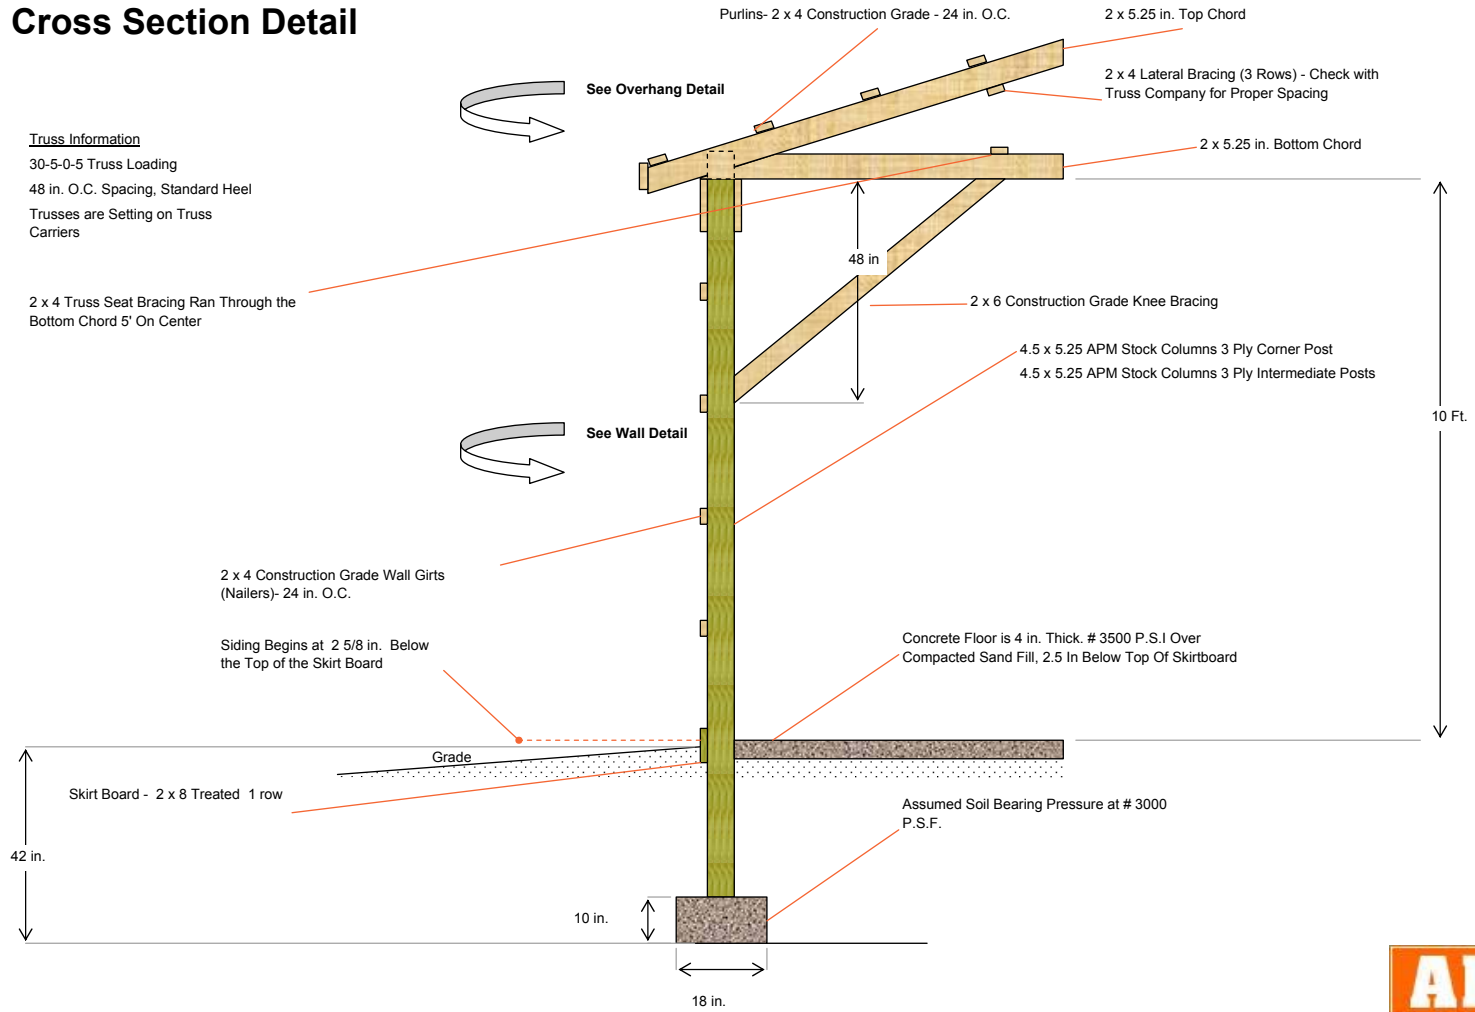 Cross Section Detail
Purlins- 2 x 4 Construction Grade - 24 in. O.C.
2 x 5.25 in. Top Chord
See Overhang Detail
2 x 4 Lateral Bracing (3 Rows) - Check with
Truss Company for Proper Spacing
Truss Information
30-5-0-5 Truss Loading
48 in. O.C. Spacing, Standard Heel
Trusses are Setting on Truss
Carriers
2 x 5.25 in. Bottom Chord
48 in
2 x 4 Truss Seat Bracing Ran Through the
Bottom Chord 5' On Center
2 x 6 Construction Grade Knee Bracing
4.5 x 5.25 APM Stock Columns 3 Ply Corner Post
4.5 x 5.25 APM Stock Columns 3 Ply Intermediate Posts
10 Ft.
See Wall Detail
2 x 4 Construction Grade Wall Girts
(Nailers)- 24 in. O.C.
Siding Begins at 2 5/8 in. Below
the Top of the Skirt Board
Concrete Floor is 4 in. Thick. # 3500 P.S.I Over
Compacted Sand Fill, 2.5 In Below Top Of Skirtboard
Grade
Skirt Board - 2 x 8 Treated 1 row
Assumed Soil Bearing Pressure at # 3000
P.S.F.
42 in.
10 in.
18 in.